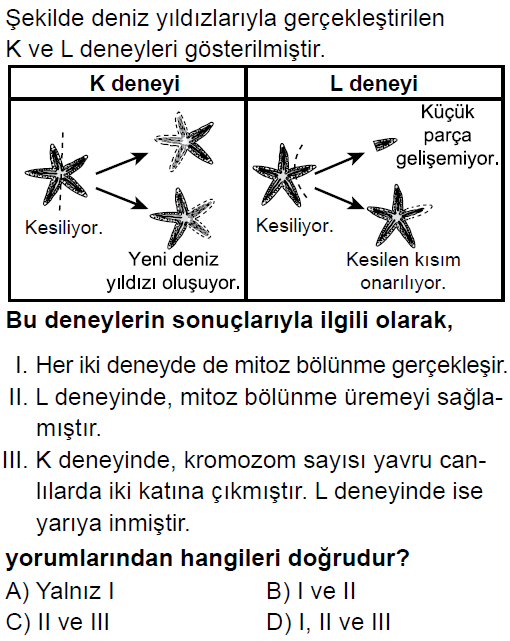 Şekilde deniz yıldızlarıyla gerçekleştirilen
K ve L deneyleri gösterilmiştir.
K deneyi
L deneyi
Kesiliyor.
Yeni deniz
yıldızı oluşuyor.
Küçük
parça
gelişemiyor.
Kesiliyor.
Kesilen kısım
onarılıyor.
Bu deneylerin sonuçlarıyla ilgili olarak,
I. Her iki deneyde de mitoz bölünme gerçekleşir.
II. L deneyinde, mitoz bölünme üremeyi sağla-
mıştır.
III. K deneyinde, kromozom sayısı yavru can-
lılarda iki katına çıkmıştır. L deneyinde ise
yarıya inmiştir.
yorumlarından hangileri doğrudur?
A) Yalnız I
B) I ve II
C) II ve III
D) I, II ve III